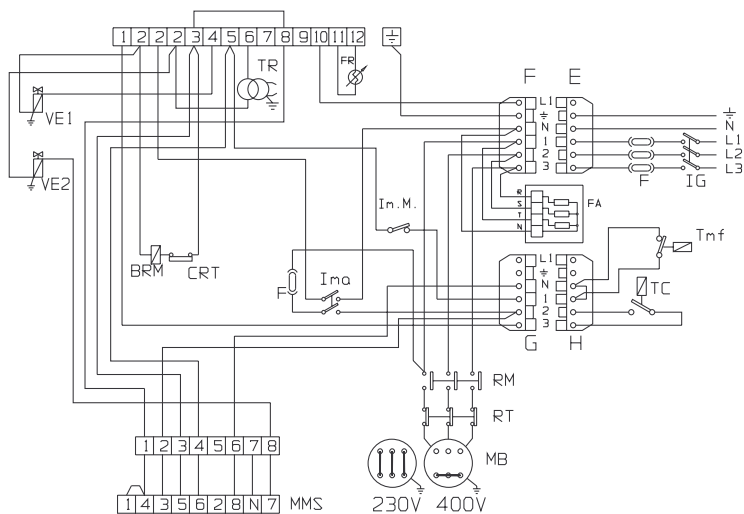 1 2 2 2 3 4 5 6 7 8 9 10 11 12
FR
TR
F E
L1 L1
N N
1 1
2 2
3 3
N
L1
L2
L3
F IG
VE1
VE2
R
S
T
N
FA
Im.M.
BRM CRT
F Ima
L1
N
1
2
3
G H
Tmf
TC
RM
RT
MB
230V 400V
1 2 3 4 5 6 7 8
1 4 3 5 6 2 8 N 7 MMS